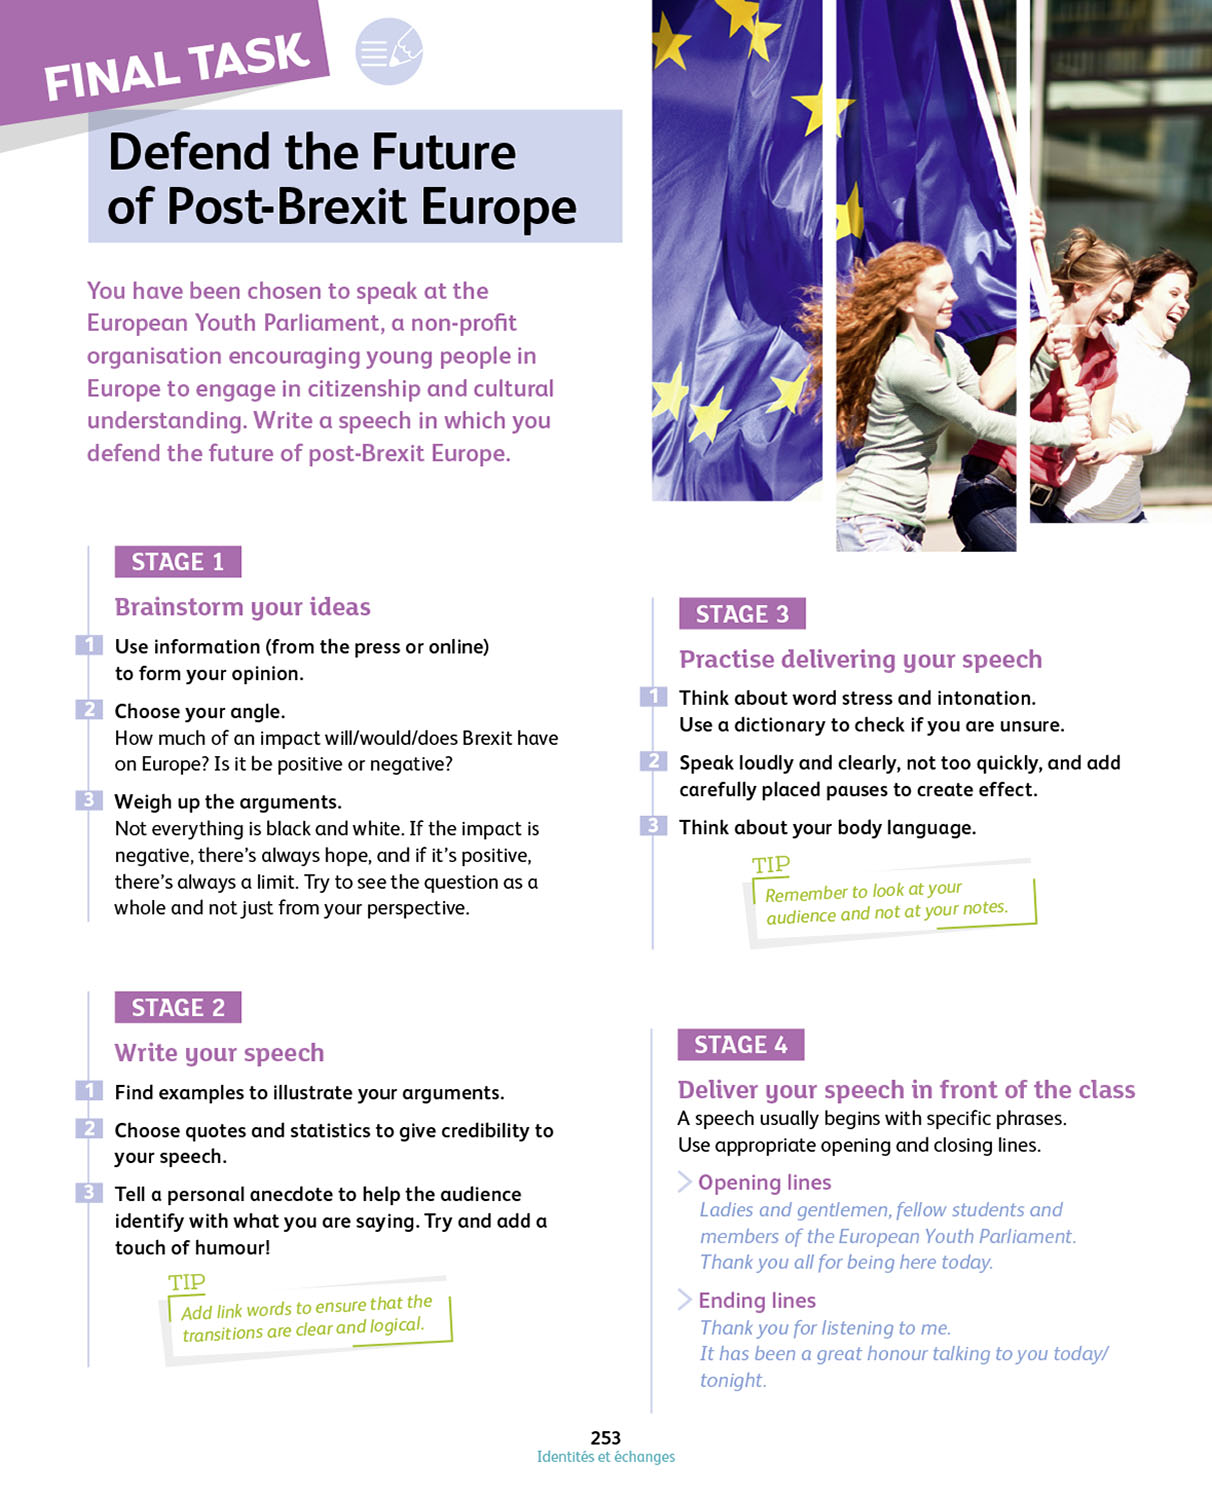 FINAL TASK
Defend the Future
of Post-Brexit Europe
You have been chosen to speak at the
European Youth Parliament, a non-profit
organisation encouraging young people in
Europe to engage in citizenship and cultural
understanding. Write a speech in which you
defend the future of post-Brexit Europe.
STAGE 1
Brainstorm your ideas
1 Use information (from the press or online)
to form your opinion.
2 Choose your angle.
How much of an impact will/would/does Brexit have
on Europe? Is it be positive or negative?
3 Weigh up the arguments.
Not everything is black and white. If the impact is
negative, there's always hope, and if it's positive,
there's always a limit. Try to see the question as a
whole and not just from your perspective.
STAGE 2
Write your speech
1 Find examples to illustrate your arguments.
2 Choose quotes and statistics to give credibility to
your speech.
3 Tell a personal anecdote to help the audience
identify with what you are saying. Try and add a
touch of humour!
TIP
Add link words to ensure that the
transitions are clear and logical.
STAGE 3
Practise delivering your speech
1 Think about word stress and intonation.
Use a dictionary to check if you are unsure.
2 Speak loudly and clearly, not too quickly, and add
carefully placed pauses to create effect.
3 Think about your body language.
TIP
Remember to look at your
audience and not at your notes.
STAGE 4
Deliver your speech in front of the class
A speech usually begins with specific phrases.
Use appropriate opening and closing lines.
Opening lines
Ladies and gentlemen, fellow students and
members of the European Youth Parliament.
Thank you all for being here today.
Ending lines
Thank you for listening to me.
It has been a great honour talking to you today/
tonight.
253
Identités et échanges